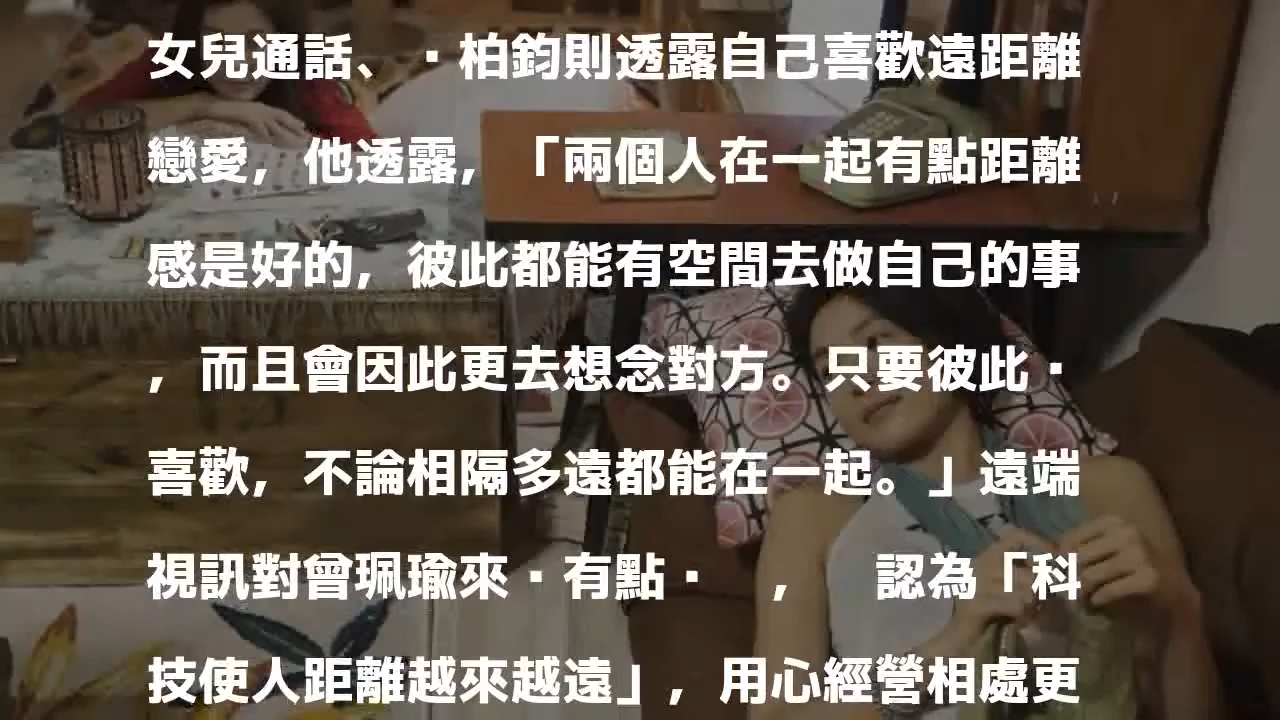 女兒通話、▪柏鈞則透露自己喜歡遠距離
戀愛，他透露，「兩個人在一起有點距離
感是好的，彼此都能有空間去做自己的事
，而且會因此更去想念對方。只要彼此▪
喜歡，不論相隔多遠都能在一起。」遠端
視訊對曾珮瑜來▪有點▪　，　認為「科
技使人距離越來越遠」，用心經營相處更